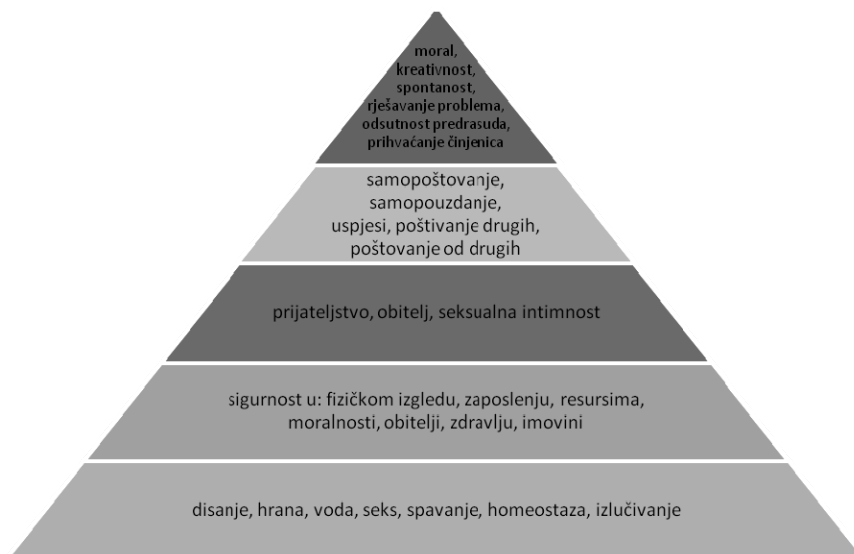 moral,
kreativnost,
spontanost,
rješavanje problema,
odsutnost predrasuda,
prihvaćanje činjenica
samopoštovanje,
samopouzdanje,
uspjesi, poštivanje drugih,
poštovanje od drugih
prijateljstvo, obitelj, seksualna intimnost
sigurnost u: fizičkom izgledu, zaposlenju, resursima,
moralnosti, obitelji, zdravlju, imovini
disanje, hrana, voda, seks, spavanje, homeostaza, izlučivanje